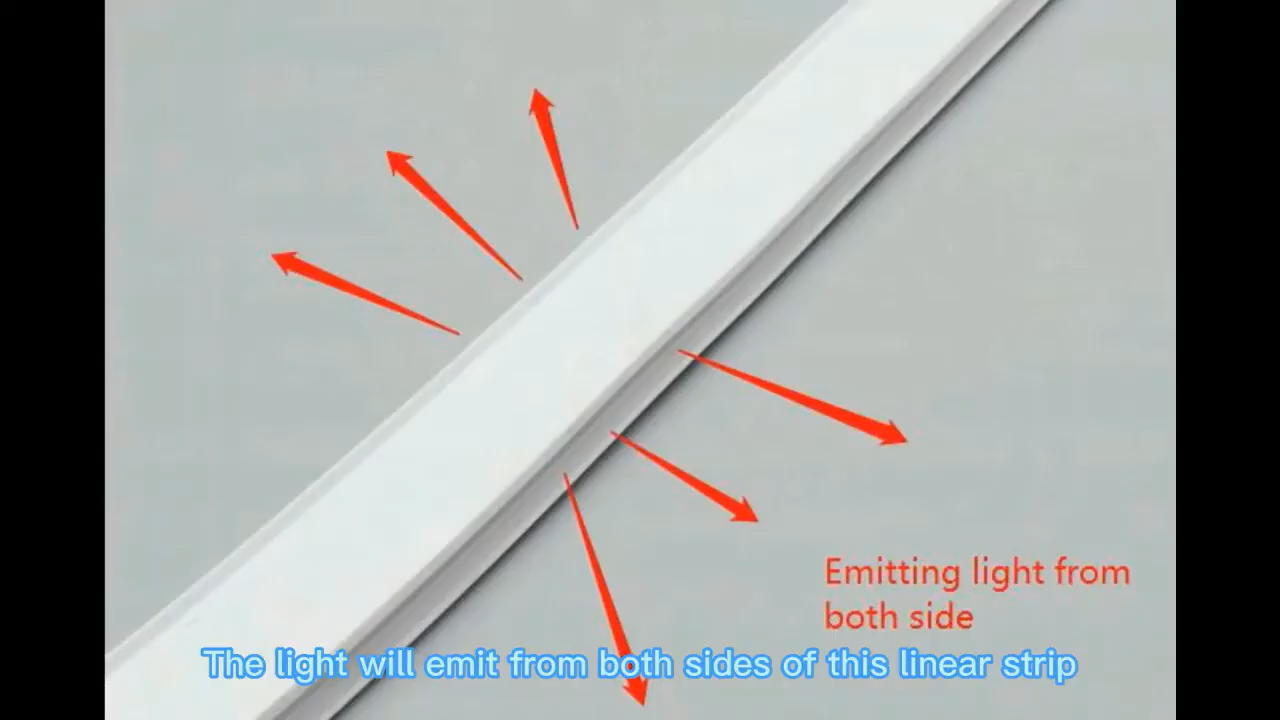 Emitting light from
both side
The light will emit from both sides of this linear strip